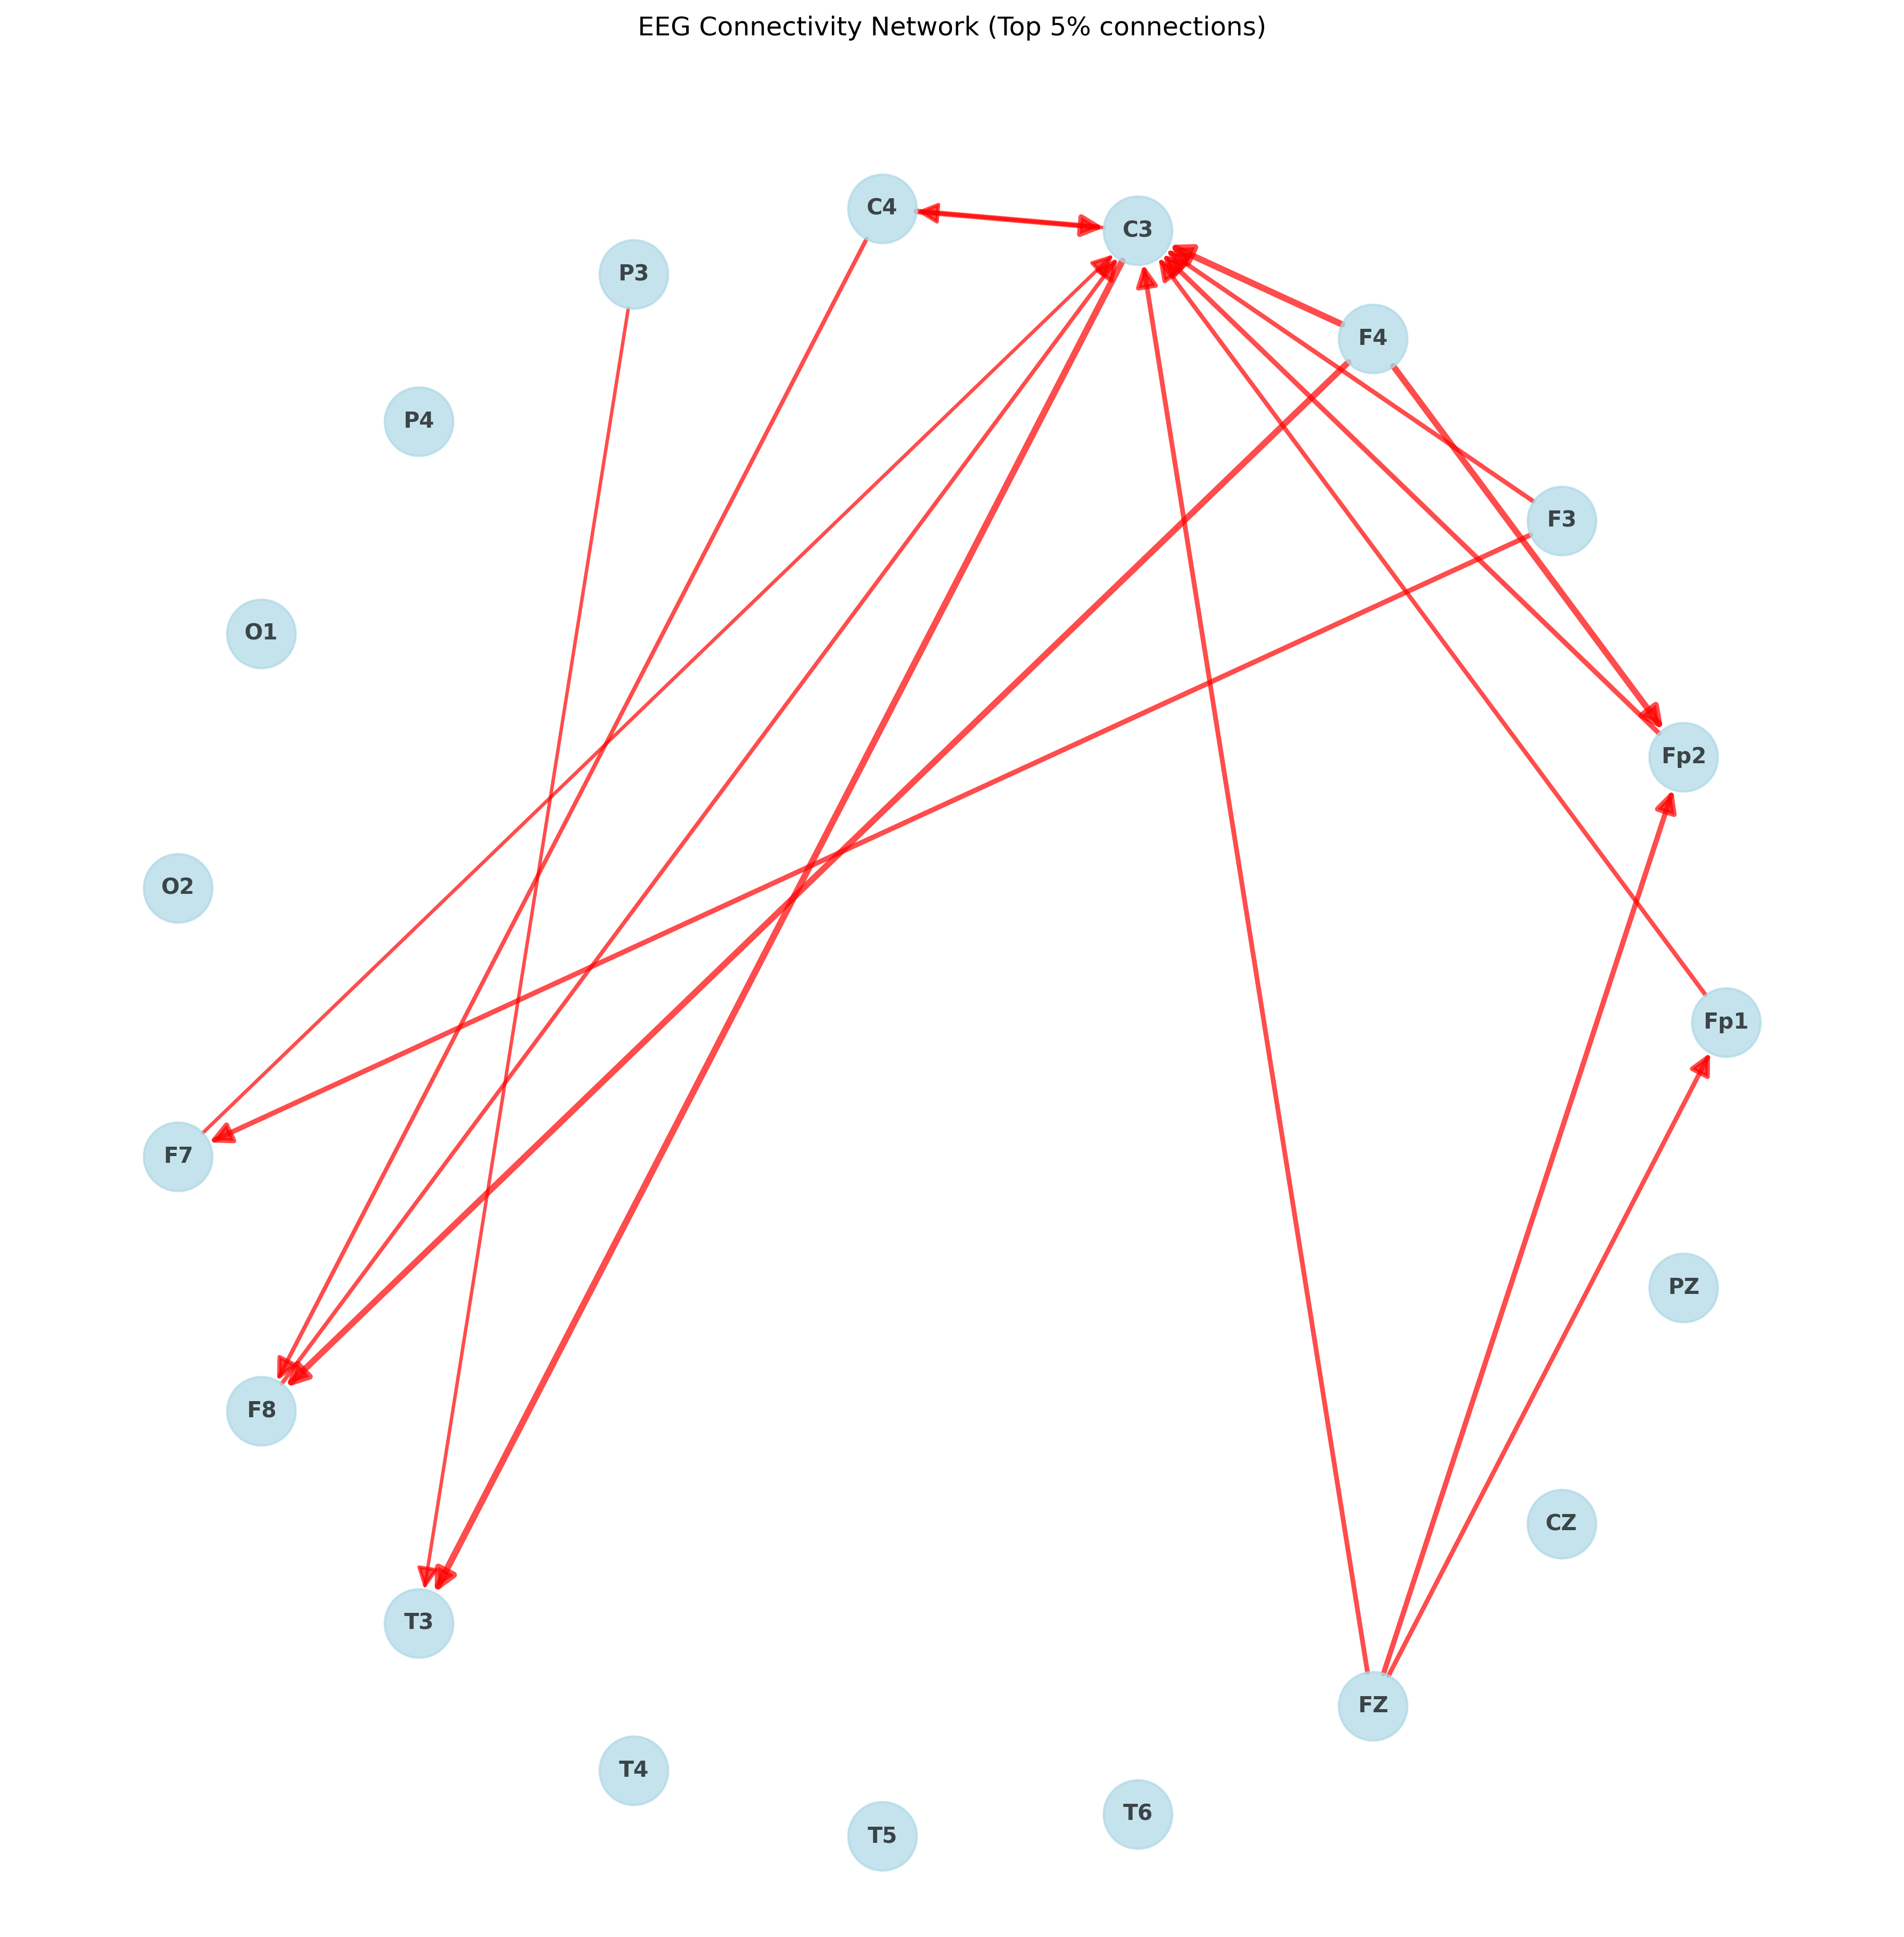 EEG Connectivity Network (Top 5% connections)
C4
C3
P3
F4
P4
F3
O1
Fp2
O2
Fp1
F7
PZ
F8
CZ
T3
FZ
T4
T6
T5